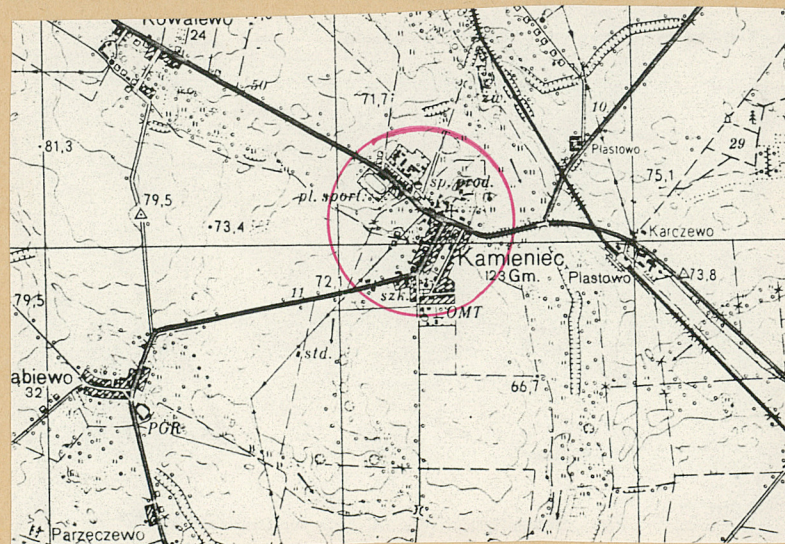 Kowalewo
24
50
71,7
zw.
10
Plastowo
29
81,3
79,5
pl. sport.
sp. prod.
75,1
73,4
Karczewo
Kamieniec
123 Gm.
Plastowo
73,8
72,1
79,5
11
szk.
OMT
std.
abiewo
32
66,7
PGR
Parzeczewo